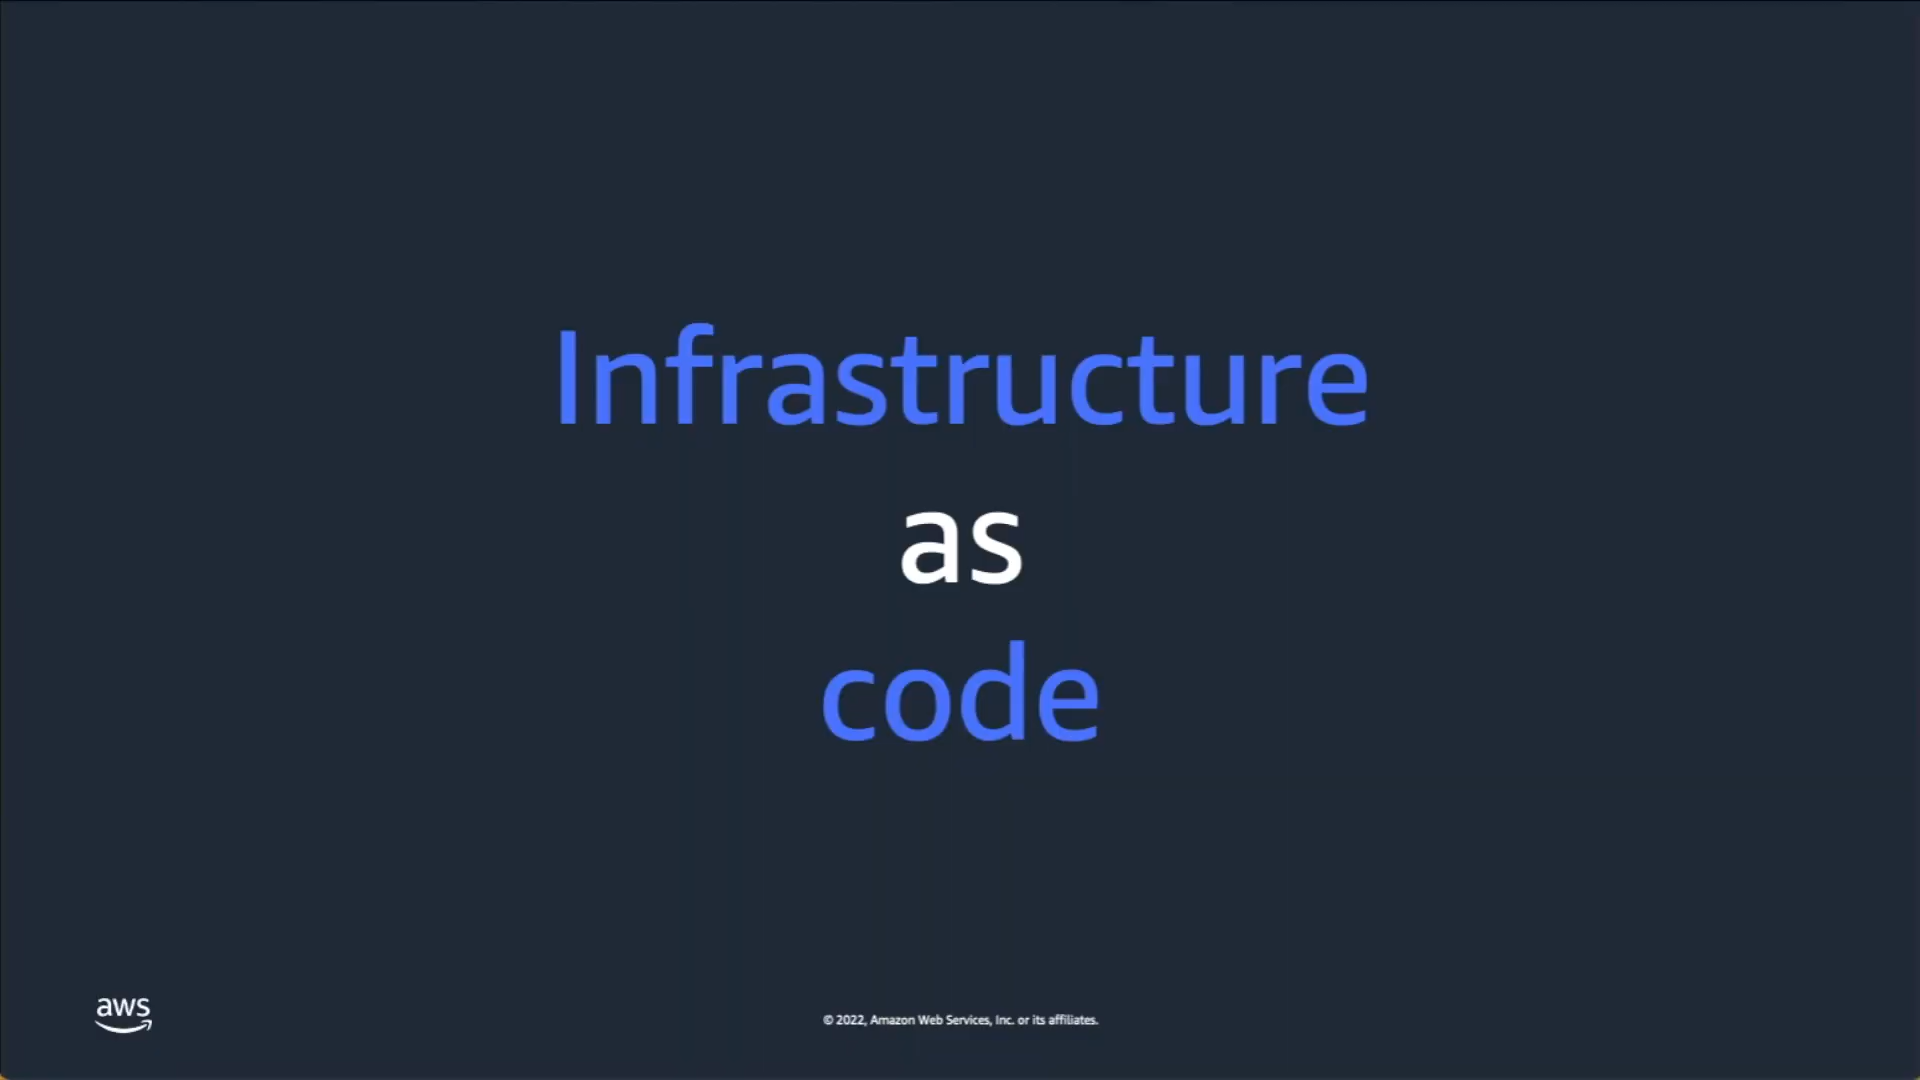 Infrastructure
as
code
aws
© 2022, Amazon Web Services, Inc. or its affiliates.